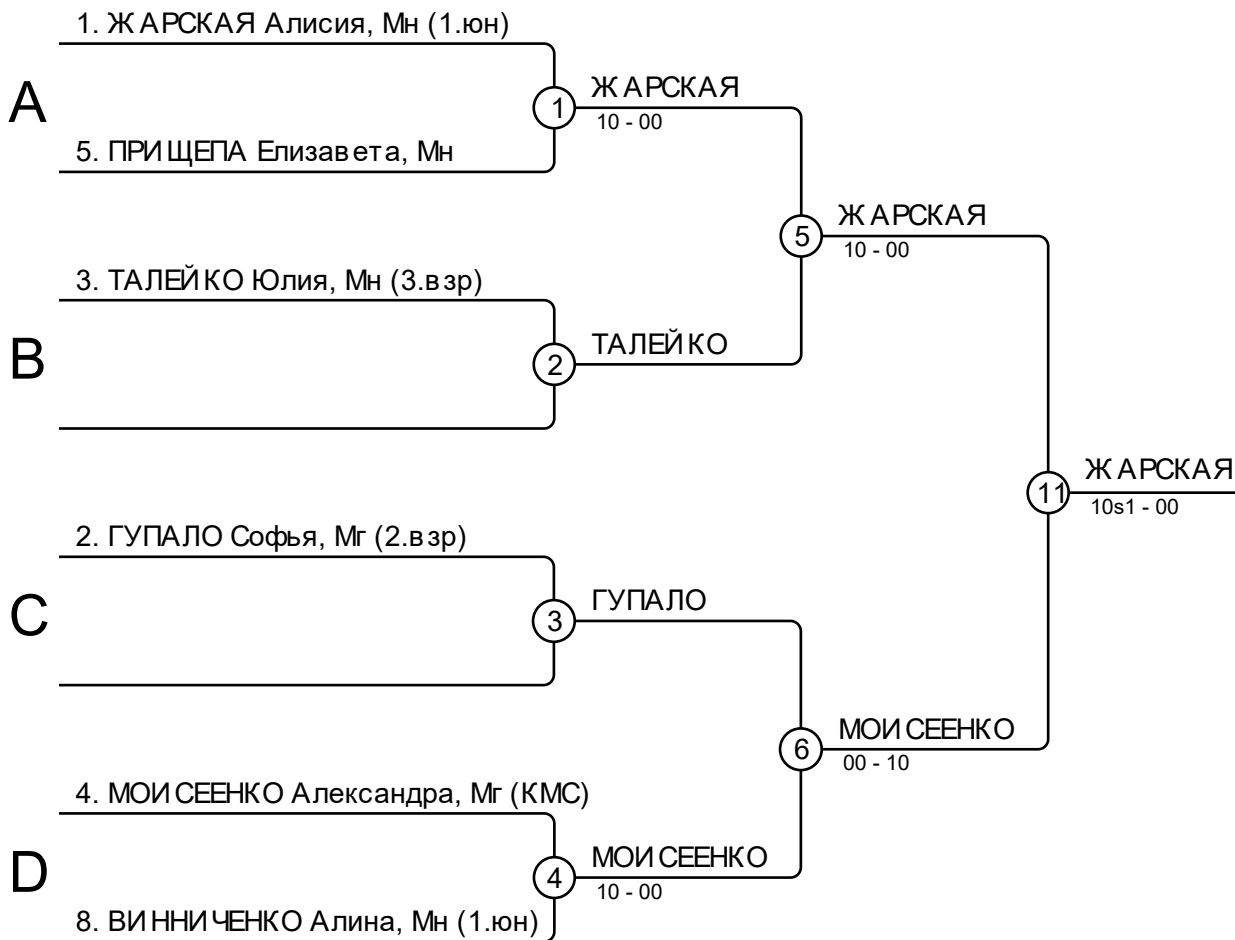 1. ЖАРСКАЯ Алисия, Мн (1.юн)
A
1
ЖАРСКАЯ
10 - 00
5. ПРИЩЕПА Елизавета, Мн
5
ЖАРСКАЯ
10 - 00
3. ТАЛЕЙКО Юлия, Мн (3.взр)
B
2
ТАЛЕЙКО
11
ЖАРСКАЯ
10s1 - 00
2. ГУПАЛО Софья, Мг (2.взр)
C
3
ГУПАЛО
6
МОИСЕЕНКО
00 - 10
4. МОИСЕЕНКО Александра, Мг (КМС)
D
4
МОИСЕЕНКО
10 - 00
8. ВИННИЧЕНКО Алина, Мн (1.юн)